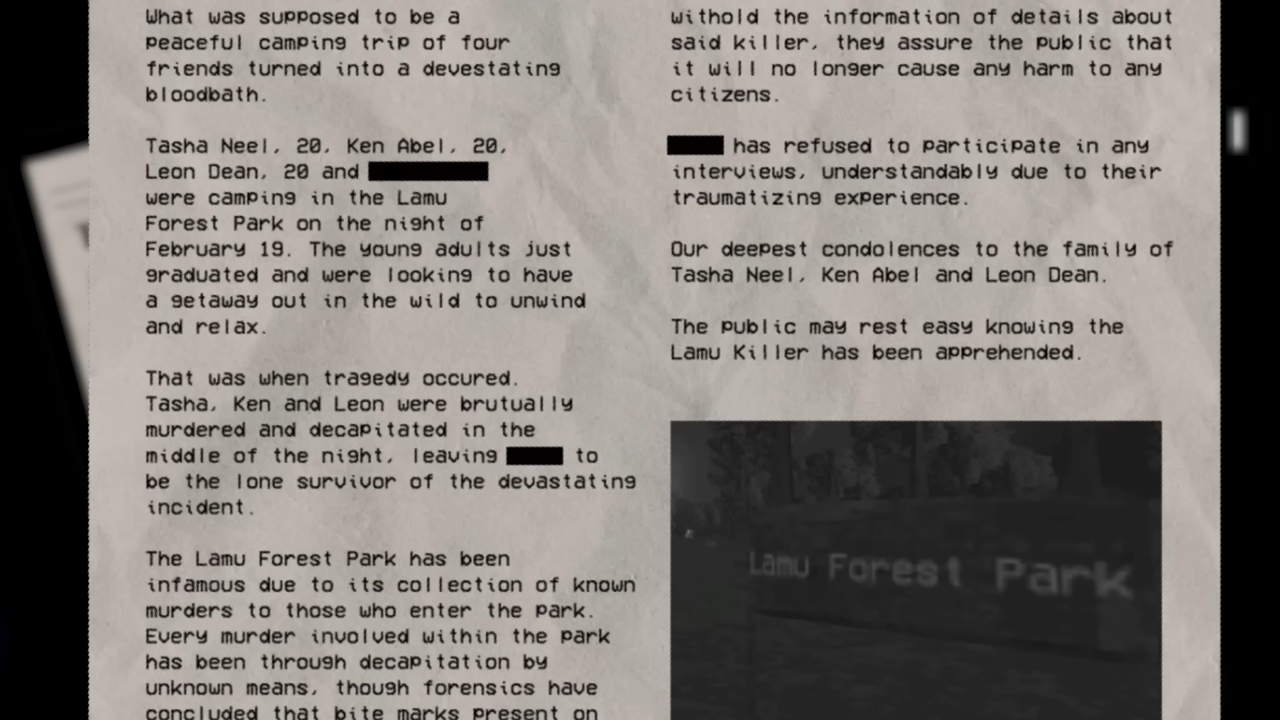 What was supposed to be a
peaceful camping trip of four
friends turned into a devestating
bloodbath.
Tasha Neel, 20, Ken Abel, 20,
Leon Dean, 20 and
were camping in the Lamu
Forest Park on the night of
February 19. The young adults just
graduated and were looking to have
a getaway out in the wild to unwind
and relax.
That was when tragedy occured.
Tasha, Ken and Leon were brutually
murdered and decapitated in the
middle of the night, leaving to
be the lone survivor of the devastating
incident.
The Lamu Forest Park has been
infamous due to its collection of known
murders to those who enter the park.
Every murder involved within the park
has been through decapitation by
unknown means, though forensics have
concluded that bite marks present on
withold the information of details about
said killer, they assure the public that
it will no longer cause any harm to any
citizens.
has refused to participate in any
interviews, understandably due to their
traumatizing experience.
Our deepest condolences to the family of
Tasha Neel, Ken Abel and Leon Dean.
The public may rest easy knowing the
Lamu Killer has been apprehended.
Lamu Forest Park